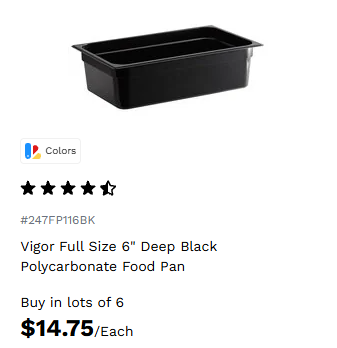 Colors
#247FP116BK
Vigor Full Size 6" Deep Black
Polycarbonate Food Pan
Buy in lots of 6
$14.75/Each